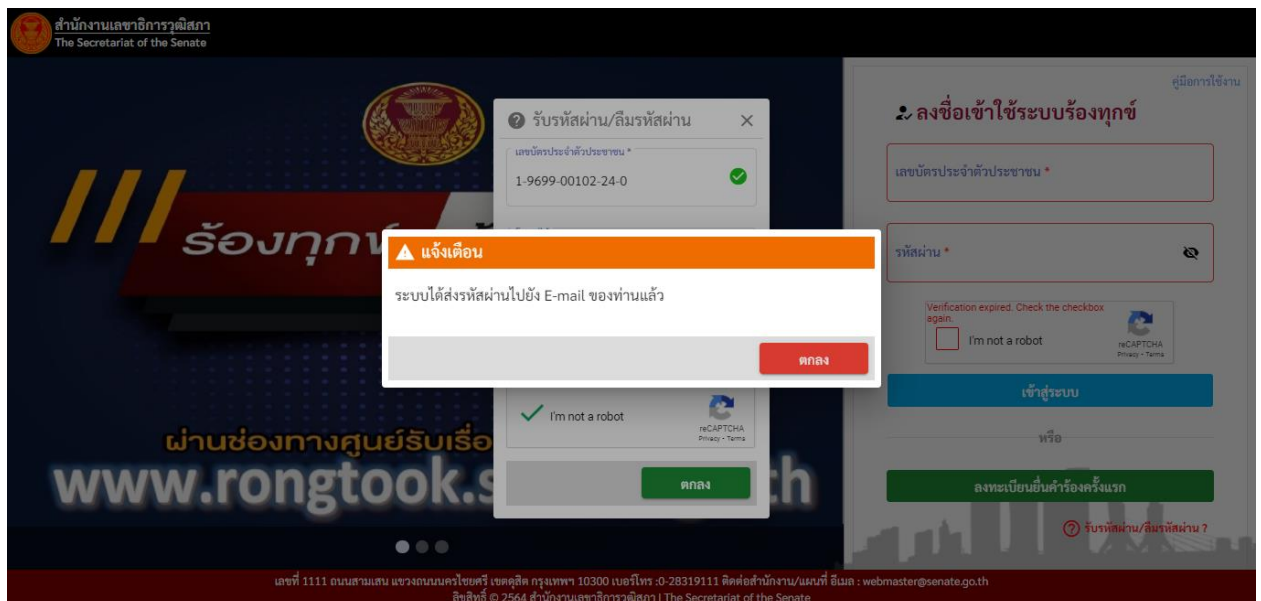 สำนักงานเลขาธิการวุฒิสภา
The Secretariat of the Senate
คู่มือการใช้งาน
ลงชื่อเข้าใช้ระบบร้องทุกข์
เลขบัตรประจำตัวประชาชน *
รหัสผ่าน *
Verification expired. Check the checkbox again.
I'm not a robot
reCAPTCHA
Privacy - Terms
เข้าสู่ระบบ
หรือ
ลงทะเบียนยื่นคำร้องครั้งแรก
รับรหัสผ่าน/ลืมรหัสผ่าน ?
รับรหัสผ่าน/ลืมรหัสผ่าน
เลขบัตรประจำตัวประชาชน *
1-9699-00102-24-0
แจ้งเตือน
ระบบได้ส่งรหัสผ่านไปยัง E-mail ของท่านแล้ว
ตกลง
I'm not a robot
reCAPTCHA
Privacy - Terms
ตกลง
ร้องทุกข์
ผ่านช่องทางศูนย์รับเรื่อ
www.rongtook.s
th
เลขที่ 1111 ถนนสามเสน แขวงถนนนครไชยศรี เขตดุสิต กรุงเทพฯ 10300 เบอร์โทร :0-28319111 ติดต่อสำนักงาน/แผนที่ อีเมล : webmaster@senate.go.th
ลิขสิทธิ์ © 2564 สำนักงานเลขาธิการวุฒิสภา | The Secretariat of the Senate